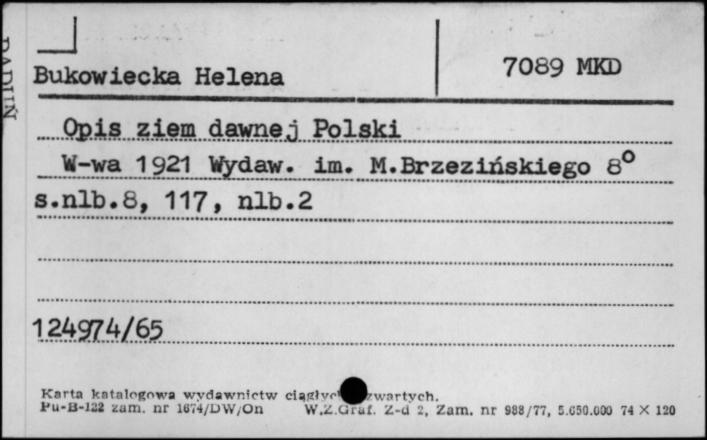 Bukowiecka Helena
7089 MKD
Opis ziem dawnej Polski
W-wa 1921 Wydaw. im. M.Brzezińskiego 8°
s.nlb.8, 117, nlb.2
124974/65
Karta katalogowa wydawnictw zwartych.
Pu-B-122 zam. nr 1674/DW/On W.Z.Graf. Z-d 2, Zam. nr 988/77, 5.650.000 74 X 120